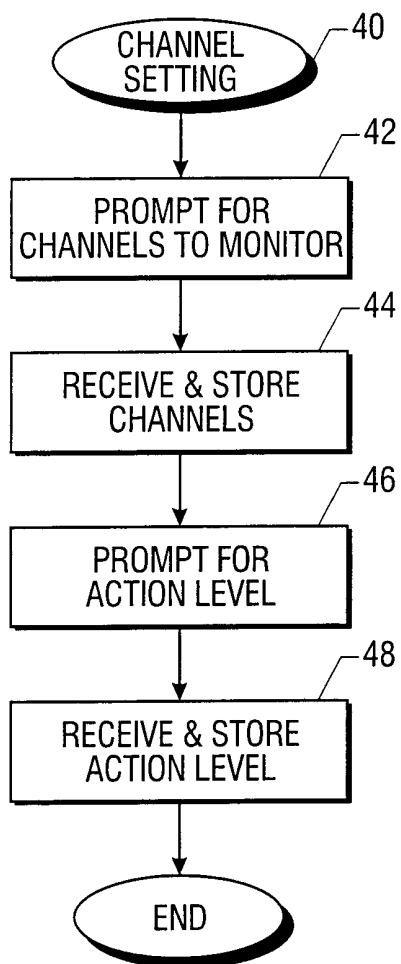 CHANNEL
SETTING
40
42
PROMPT FOR
CHANNELS TO MONITOR
44
RECEIVE & STORE
CHANNELS
46
PROMPT FOR
ACTION LEVEL
48
RECEIVE & STORE
ACTION LEVEL
END